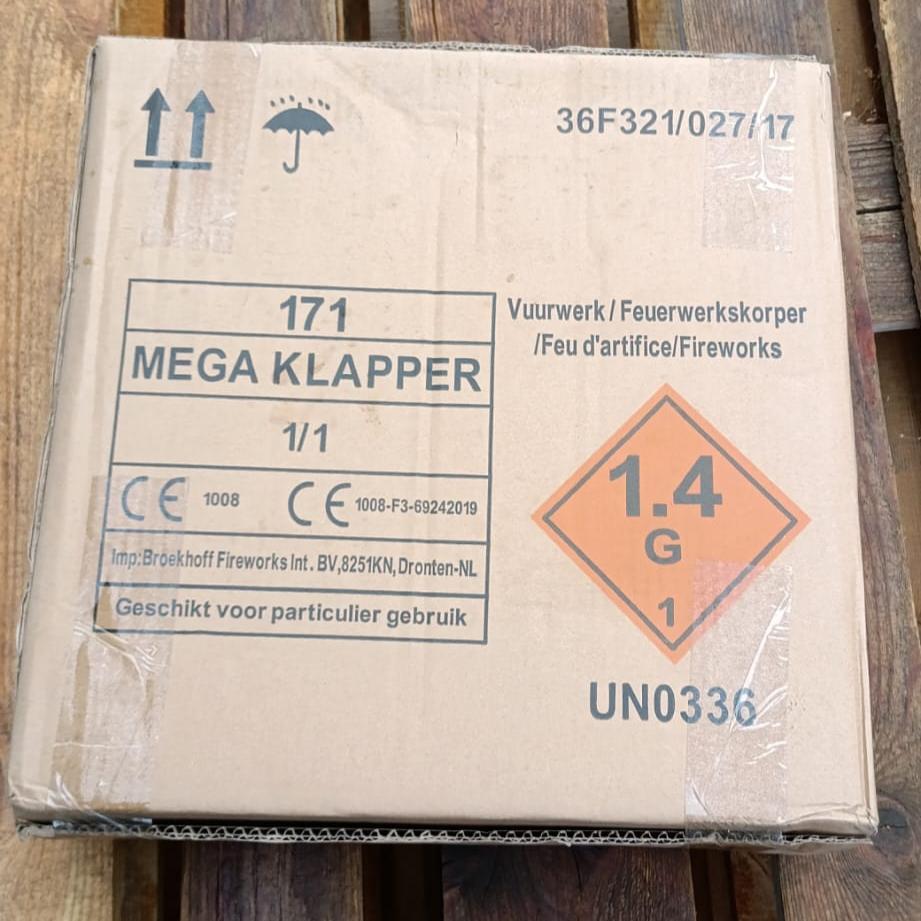 36F321/027/17
171
MEGA KLAPPER
1/1
CE 1008 CE 1008-F3-69242019
Imp:Broekhoff Fireworks Int. BV,8251KN, Dronten-NL
Geschikt voor particulier gebruik
Vuurwerk / Feuerwerkskorper
/Feu d'artifice/Fireworks
1.4
G
1
UN0336